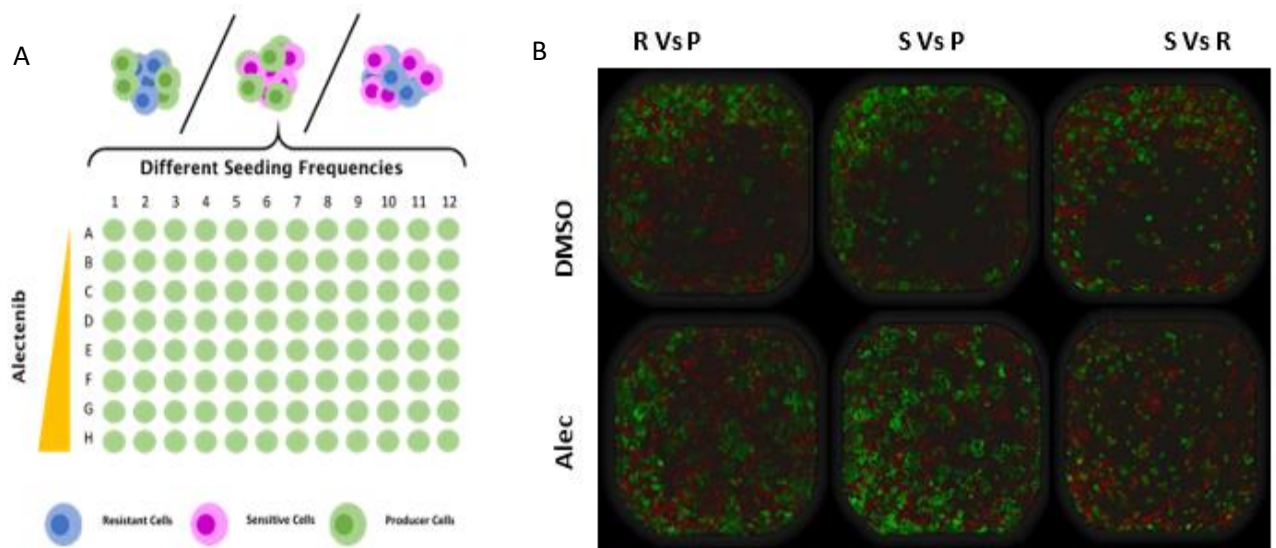 A
Different Seeding Frequencies
1 2 3 4 5 6 7 8 9 10 11 12
A
B
C
D
E
F
G
H
Alectenib
Resistant Cells
Sensitive Cells
Producer Cells
B
R Vs P
S Vs P
S Vs R
DMSO
Alec